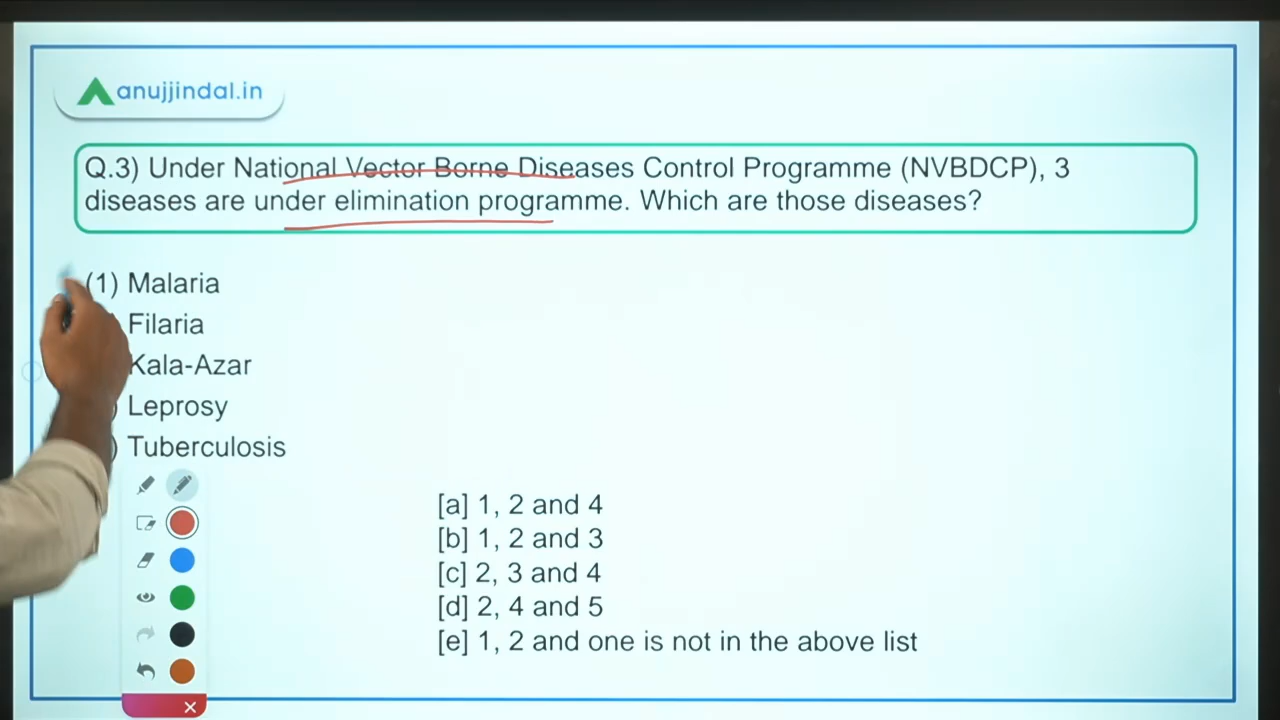 anujjindal.in
Q.3) Under National Vector Borne Diseases Control Programme (NVBDCP), 3
diseases are under elimination programme. Which are those diseases?
(1) Malaria
Filaria
Kala-Azar
Leprosy
Tuberculosis
[a] 1, 2 and 4
[b] 1, 2 and 3
[c] 2, 3 and 4
[d] 2, 4 and 5
[e] 1, 2 and one is not in the above list